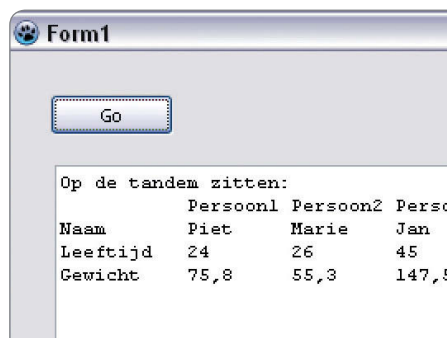 Form1
Go
Op de tandem zitten:
Persoon1 Persoon2
Naam Piet Marie Jan
Leeftijd 24 26 45
Gewicht 75,8 55,3